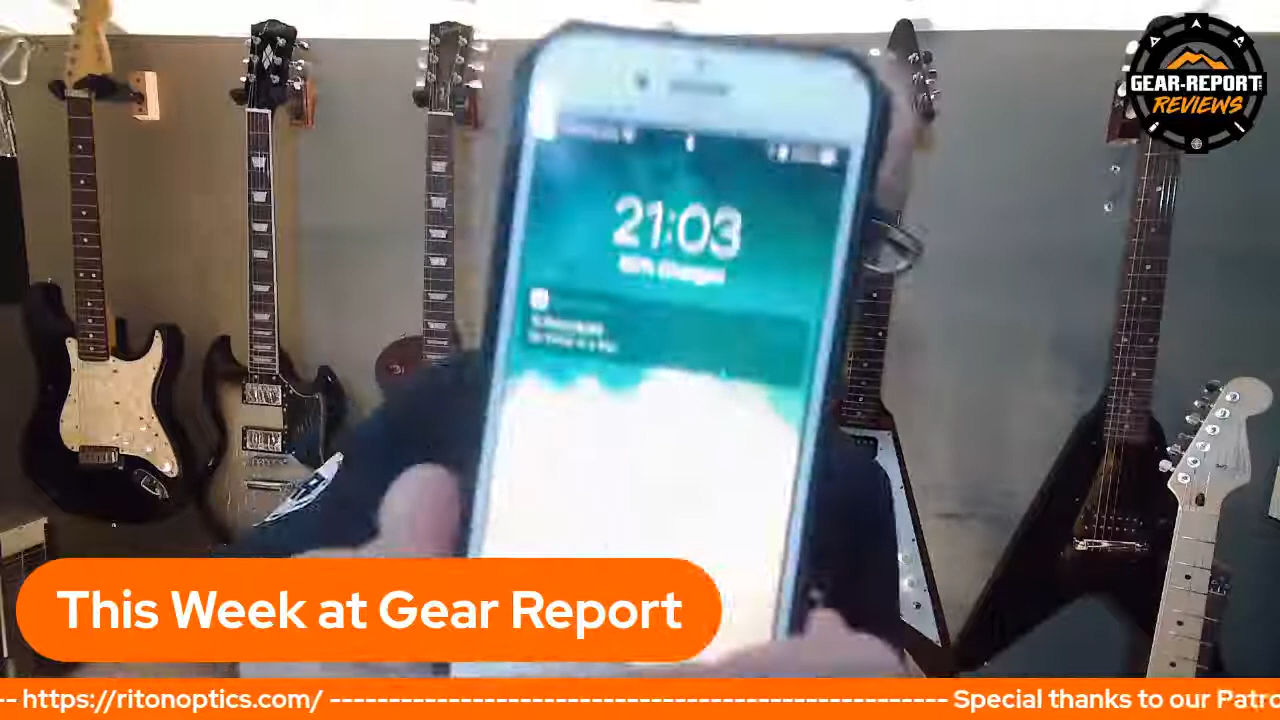 GEAR-REPORT
REVIEWS
21:03
This Week at Gear Report
-- https://ritonoptics.com/ ------------------------------------------------ Special thanks to our Patro